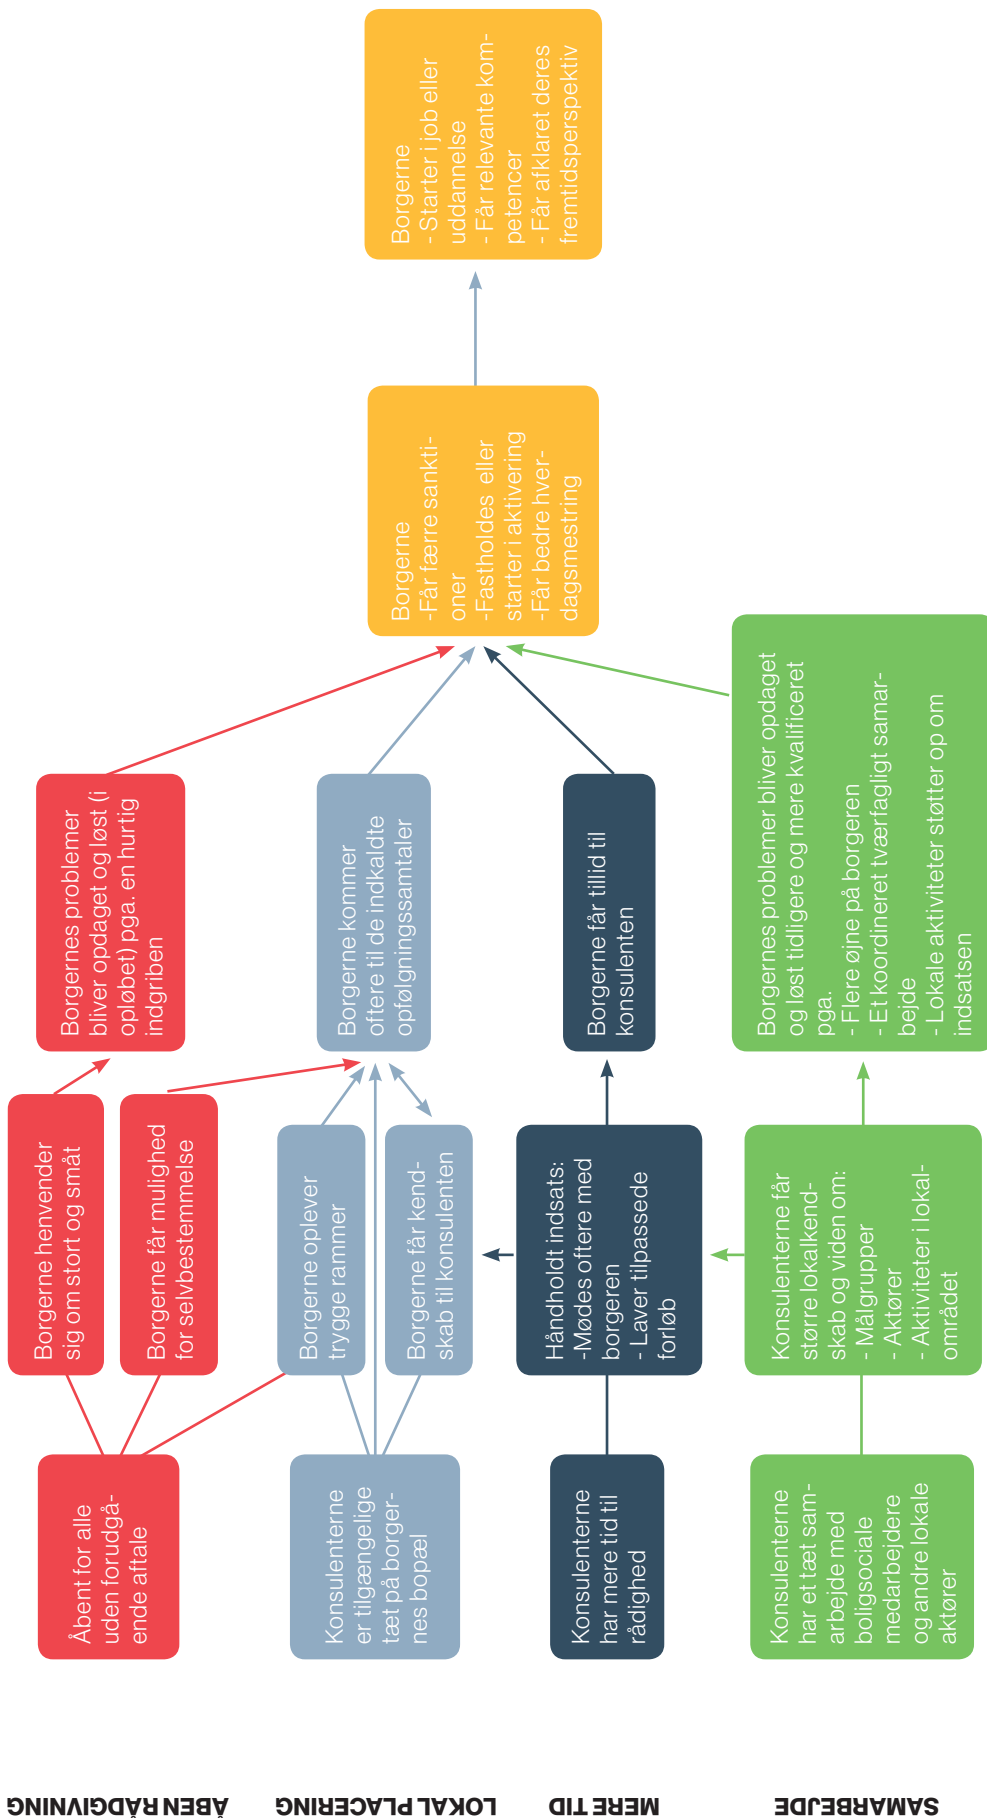 ÅBEN RÅDGIVNING
Åbent for alle
uden forudgå-
ende aftale
Borgerne henvender
sig om stort og småt
Borgerne får mulighed
for selvbestemmelse
Borgernes problemer
bliver opdaget og løst (i
opløbet) pga. en hurtig
indgriben
LOKAL PLACERING
Konsulenterne
er tilgængelige
tæt på borger-
nes bopæl
Borgerne oplever
trygge rammer
Borgerne får kend-
skab til konsulenten
Borgerne kommer
oftere til de indkaldte
opfølgningssamtaler
MERE TID
Konsulenterne
har mere tid til
rådighed
Håndholdt indsats:
-Mødes oftere med
borgeren
- Laver tilpassede
forløb
Borgerne får tillid til
konsulenten
SAMARBEJDE
Konsulenterne
har et tæt sam-
arbejde med
boligsociale
medarbejdere
og andre lokale
aktører
Konsulenterne får
større lokalkend-
skab og viden om:
- Målgrupper
- Aktører
- Aktiviteter i lokal-
området
Borgernes problemer bliver opdaget
og løst tidligere og mere kvalificeret
pga.
- Flere øjne på borgeren
- Et koordineret tværfagligt samar-
bejde
- Lokale aktiviteter støtter op om
indsatsen
Borgerne
-Får færre sankti-
oner
-Fastholdes eller
starter i aktivering
-Får bedre hver-
dagsmestring
Borgerne
- Starter i job eller
uddannelse
- Får relevante kom-
petencer
- Får afklaret deres
fremtidsperspektiv